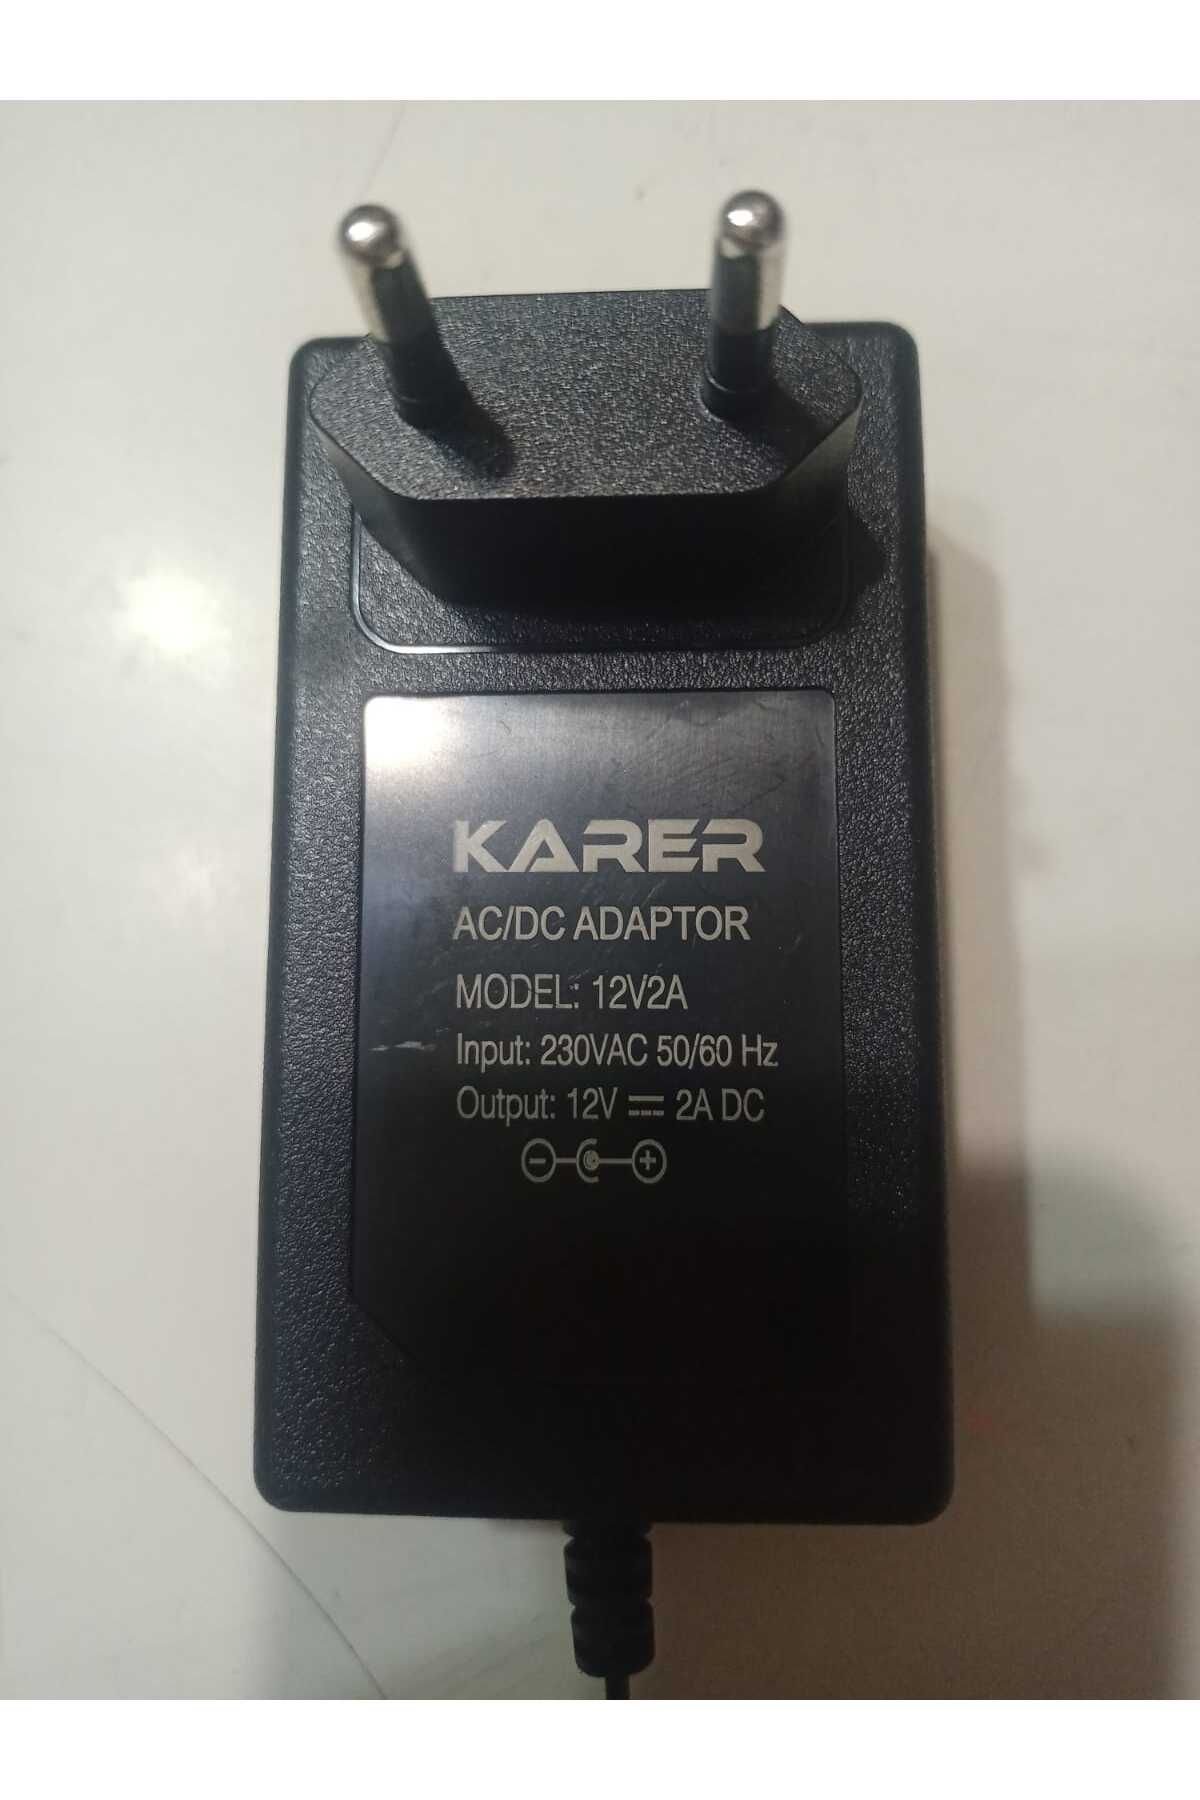 KARER
AC/DC ADAPTOR
MODEL: 12V2A
Input: 230VAC 50/60 Hz
Output: 12V ⎓ 2A DC